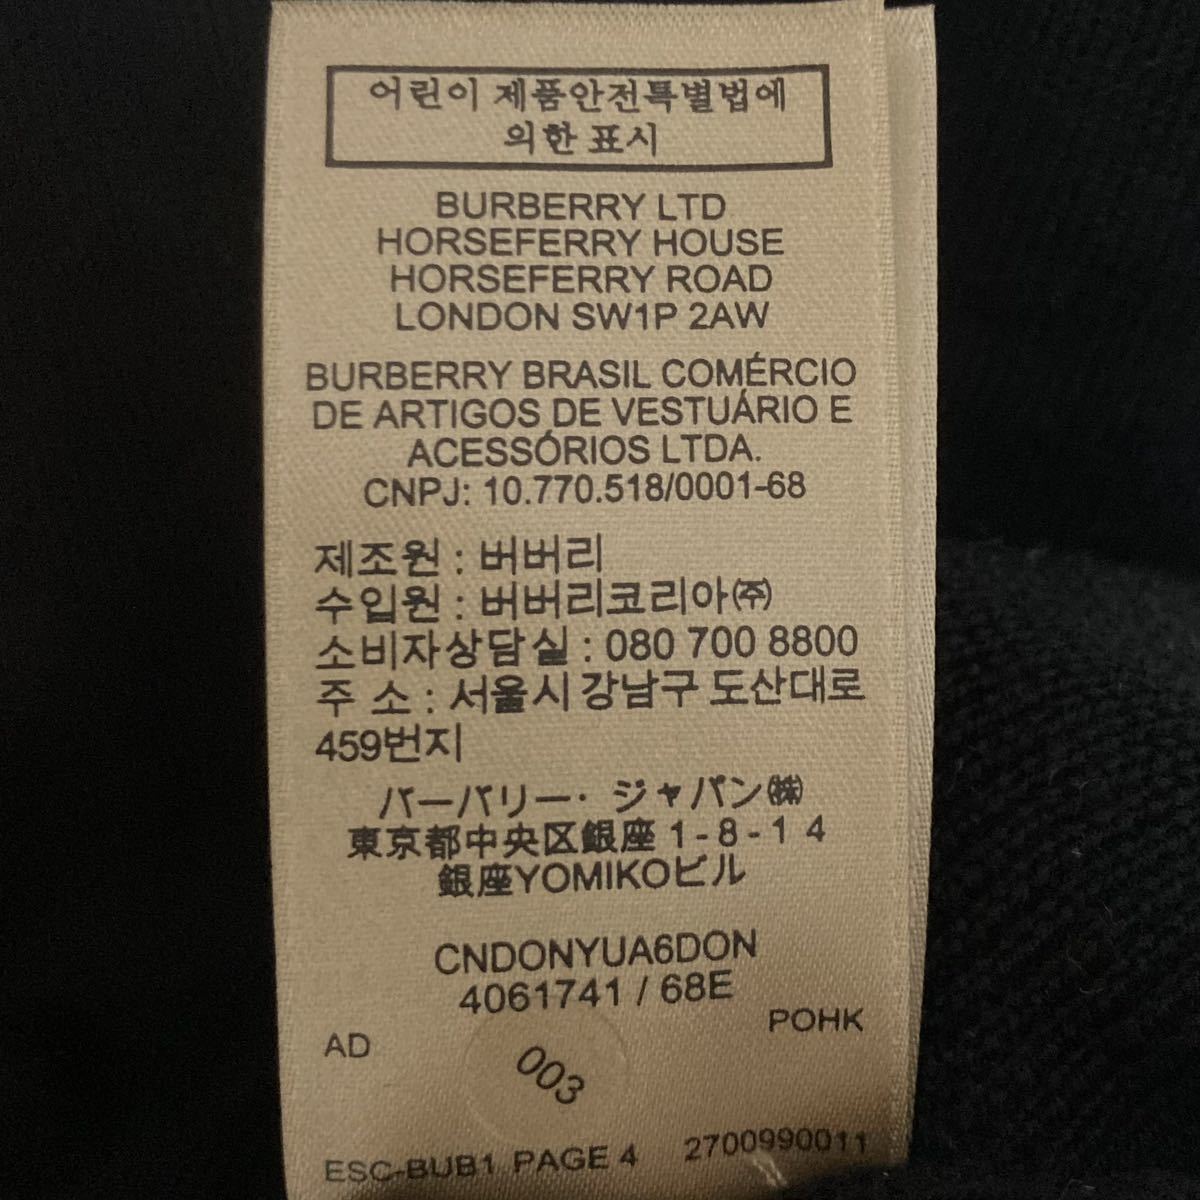 어린이 제품안전특별법에
의한 표시
BURBERRY LTD
HORSEFERRY HOUSE
HORSEFERRY ROAD
LONDON SW1P 2AW
BURBERRY BRASIL COMÉRCIO
DE ARTIGOS DE VESTUÁRIO E
ACESSÓRIOS LTDA.
CNPJ: 10.770.518/0001-68
제조원 : 버버리
수입원 : 버버리코리아㈜
소비자상담실 : 080 700 8800
주 소 : 서울시 강남구 도산대로
459번지
バーバリー・ ジャパン㈱
東京都中央区銀座 1 - 8 - 1 4
銀座YOMIKOビル
CNDONYUA6DON
4061741 / 68E
POHK
AD
003
ESC-BUB1 PAGE 4 2700990011